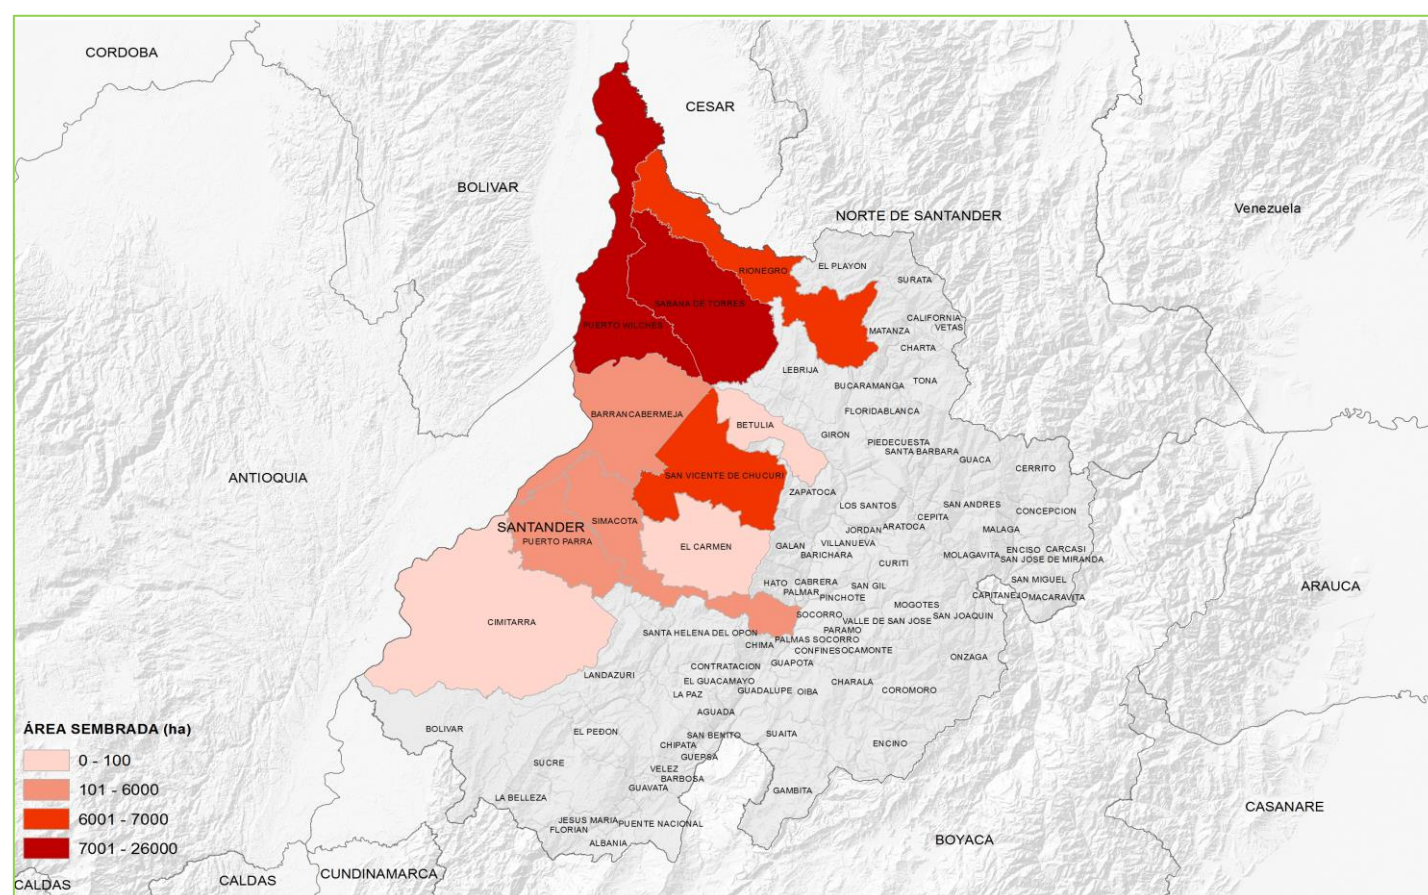 CORDOBA
CESAR
BOLIVAR
NORTE DE SANTANDER
Venezuela
EL PLAYON
RIONEGRO
SURATA
SABANA DE TORRES
CALIFORNIA
PUERTO WILCHES
MATANZA
VETAS
CHARTA
LEBRIJA
BUCARAMANGA
TONA
BARRANCABERMEJA
FLORIDABLANCA
BETULIA
GIRON
PIEDECUESTA
SANTA BARBARA
GUACA
CERRITO
ANTIOQUIA
SAN VICENTE DE CHUCURI
ZAPATOCA
LOS SANTOS
SAN ANDRES
CONCEPCION
SIMACOTA
CEPITA
SANTANDER
JORDAN
ARATOCA
MALAGA
PUERTO PARRA
EL CARMEN
GALAN
VILLANUEVA
BARICHARA
MOLAGAVITA
ENCISO
CARCASI
SAN JOSE DE MIRANDA
CURITI
HATO
CABRERA
SAN GIL
SAN MIGUEL
ARAUCA
PALMAR
PINCHOTE
CAPITANEJO
MACARAVITA
MOGOTES
CIMITARRA
SOCORRO
VALLE DE SAN JOSE
SAN JOAQUIN
SANTA HELENA DEL OPON
PARAMO
CHIMA
PALMAS SOCORRO
CONFINES
OCAMONTE
ONZAGA
CONTRATACION
GUAPOTA
LANDAZURI
EL GUACAMAYO
CHARALA
LA PAZ
GUADALUPE
OIBA
COROMORO
AGUADA
BOLIVAR
EL PEÐON
SAN BENITO
SUAITA
ENCINO
CHIPATA
GUEPSA
SUCRE
VELEZ
BARBOSA
GUAVATA
GAMBITA
LA BELLEZA
JESUS MARIA
PUENTE NACIONAL
FLORIAN
ALBANIA
CASANARE
BOYACA
ÁREA SEMBRADA (ha)
0 - 100
101 - 6000
6001 - 7000
7001 - 26000
CALDAS
CALDAS
CUNDINAMARCA